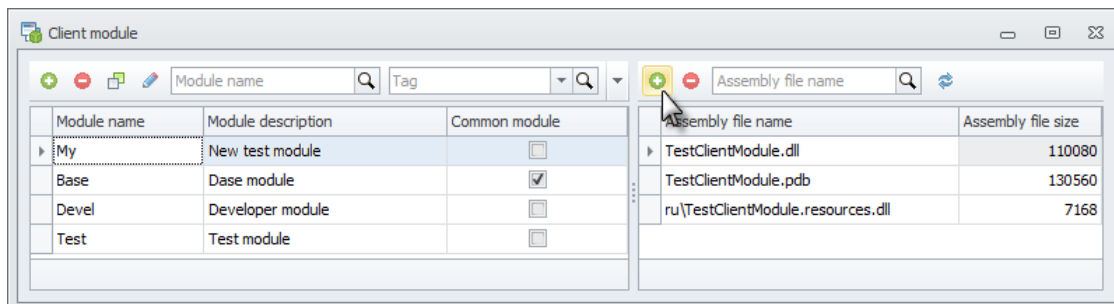 Client module
Module name Tag Assembly file name
Module name Module description Common module Assembly file name Assembly file size
My New test module TestClientModule.dll 110080
Base Dase module TestClientModule.pdb 130560
Devel Developer module ru\TestClientModule.resources.dll 7168
Test Test module